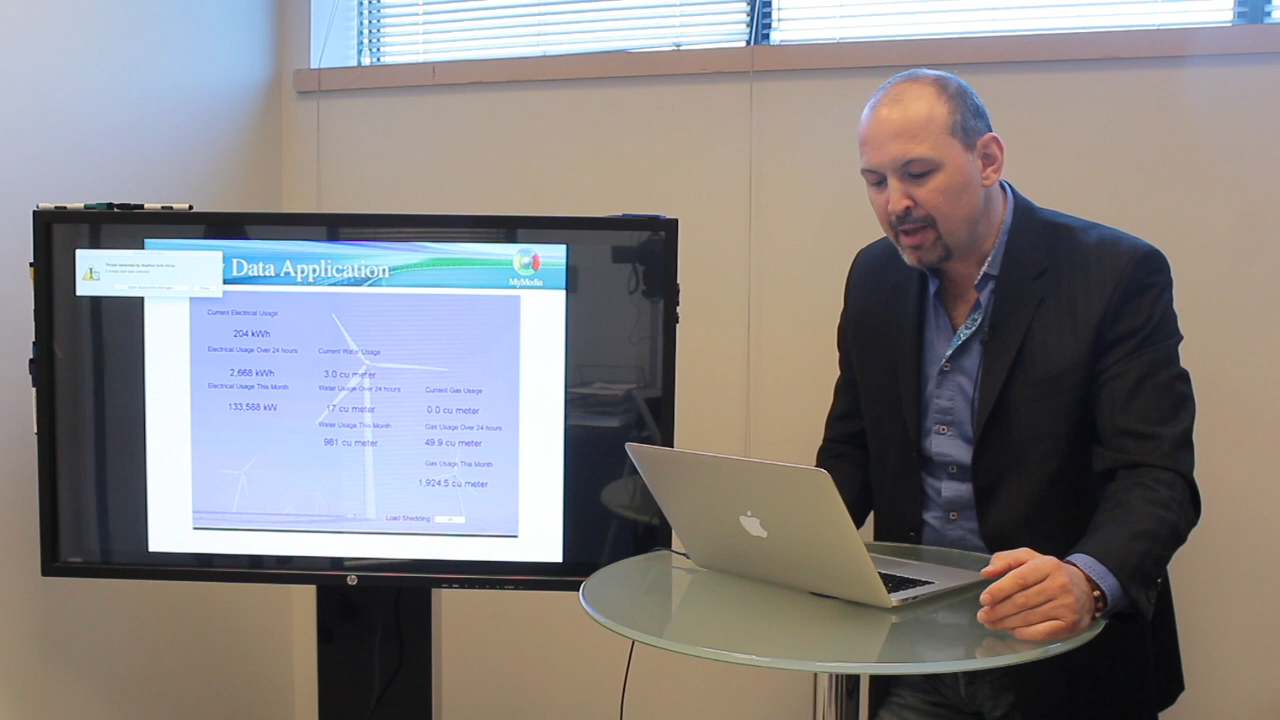 Data Application
MyMedia
Current Electrical Usage
204 kWh
Electrical Usage Over 24 hours
2,668 kWh
Electrical Usage This Month
133,588 kW
Current Water Usage
3.0 cu meter
Water Usage Over 24 hours
17 cu meter
Water Usage This Month
981 cu meter
Current Gas Usage
0.0 cu meter
Gas Usage Over 24 hours
49.9 cu meter
Gas Usage This Month
1,924.5 cu meter
Load Shedding
hp